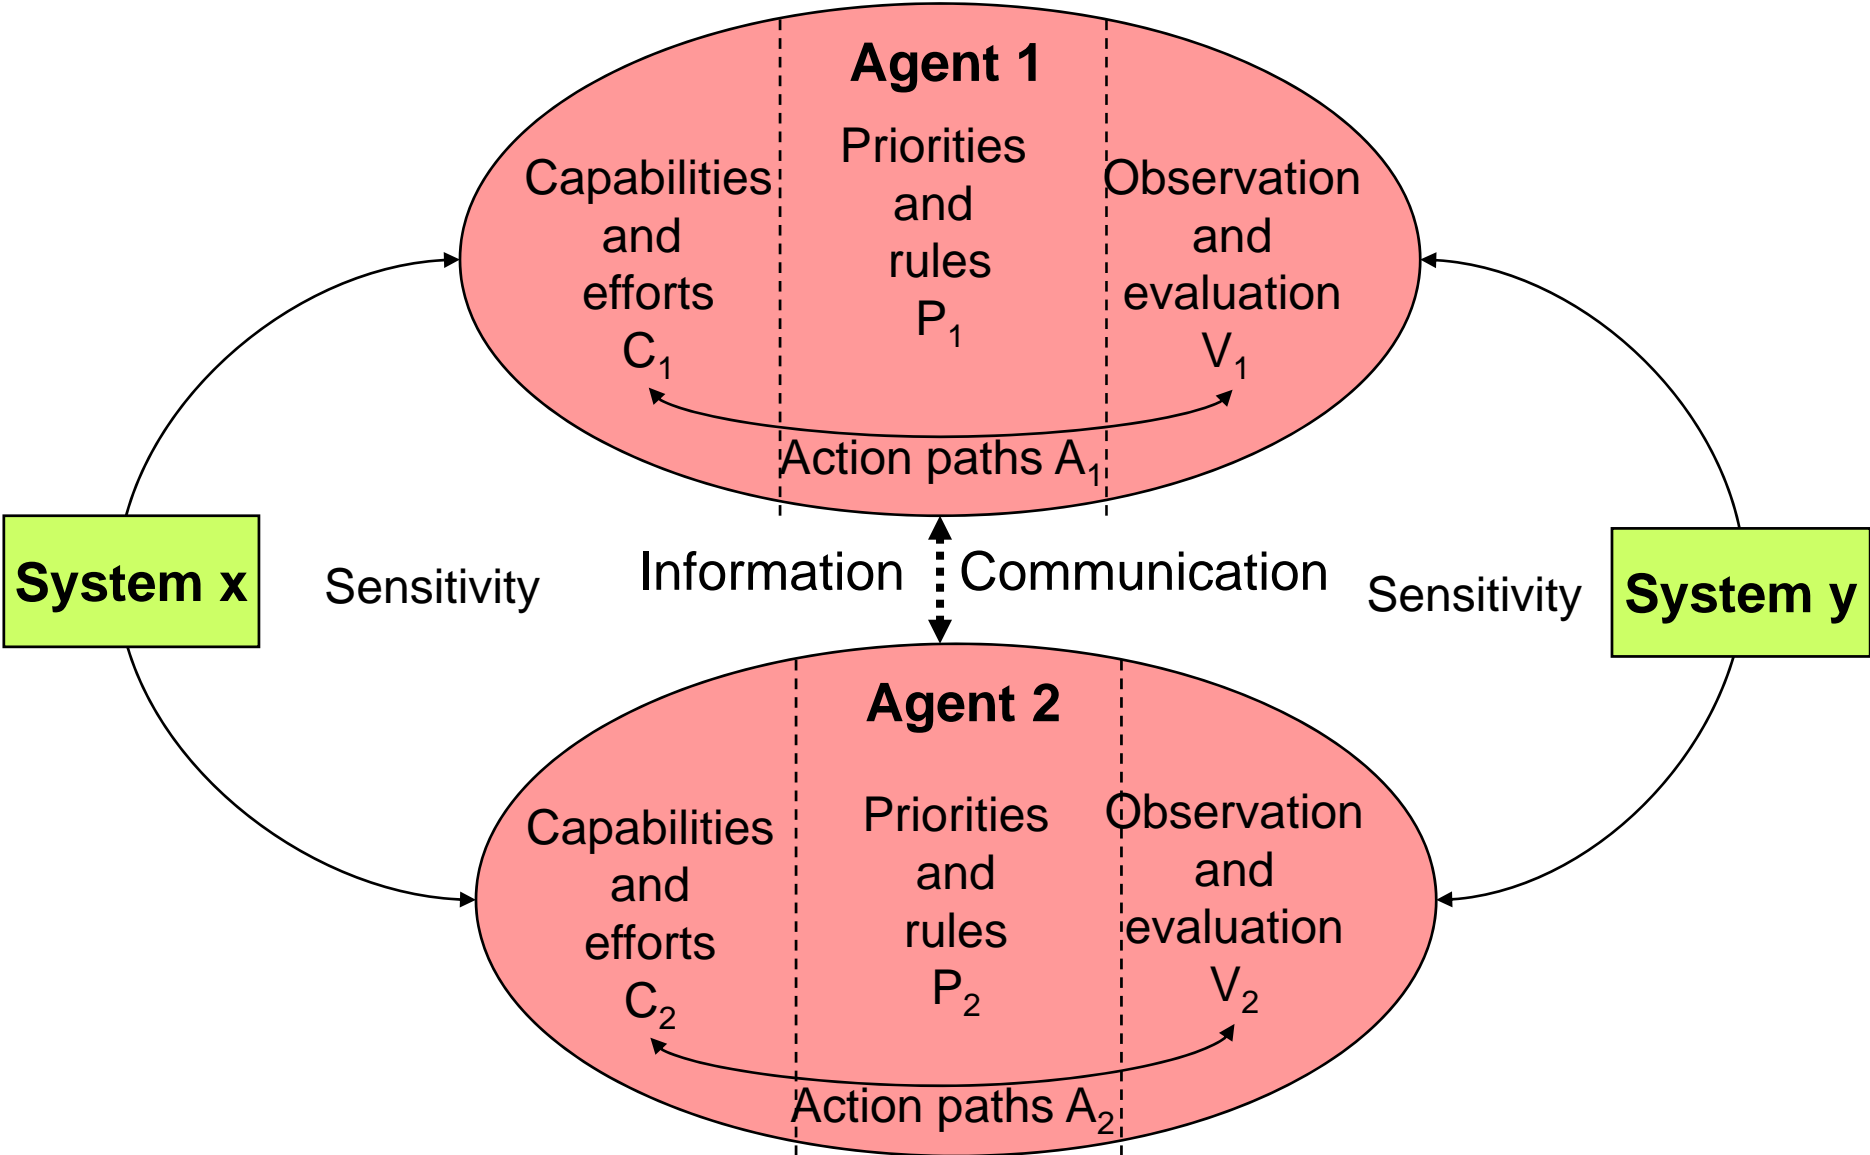 Agent 1
Capabilities
and
efforts
C₁
Priorities
and
rules
P₁
Observation
and
evaluation
V₁
Action paths A₁
System x
Sensitivity
Information
Communication
Sensitivity
System y
Agent 2
Capabilities
and
efforts
C₂
Priorities
and
rules
P₂
Observation
and
evaluation
V₂
Action paths A₂